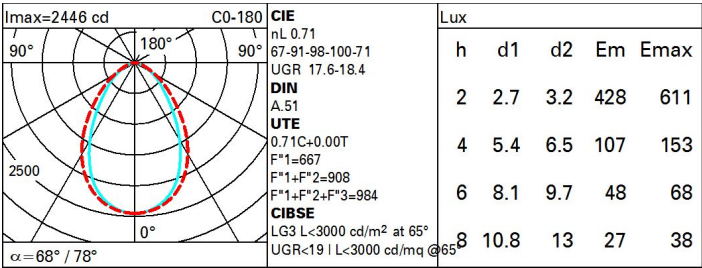 Imax=2446 cd C0-180
90° 180° 90°
2500
0°
α=68° / 78°
CIE
nL 0.71
67-91-98-100-71
UGR 17.6-18.4
DIN
A.51
UTE
0.71C+0.00T
F"1=667
F"1+F"2=908
F"1+F"2+F"3=984
CIBSE
LG3 L<3000 cd/m² at 65°
UGR<19 | L<3000 cd/mq @65°
Lux
h d1 d2 Em Emax
2 2.7 3.2 428 611
4 5.4 6.5 107 153
6 8.1 9.7 48 68
8 10.8 13 27 38